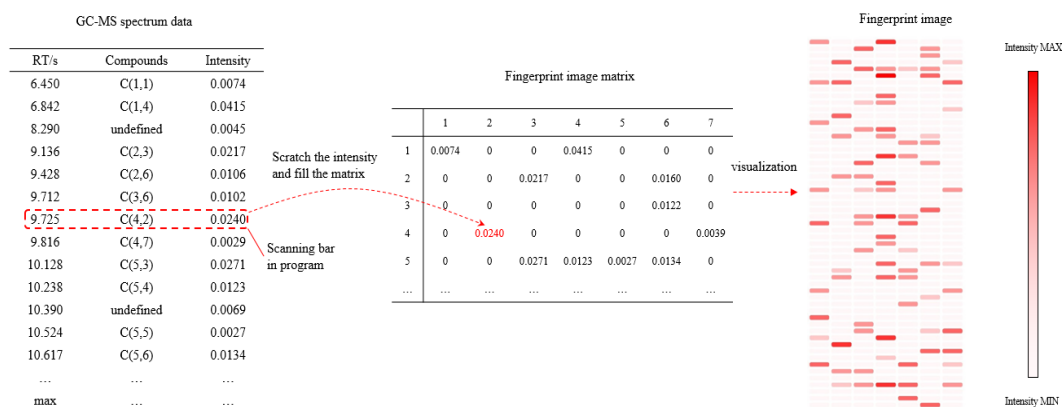 GC-MS spectrum data
RT/s Compounds Intensity
6.450 C(1,1) 0.0074
6.842 C(1,4) 0.0415
8.290 undefined 0.0045
9.136 C(2,3) 0.0217
9.428 C(2,6) 0.0106
9.712 C(3,6) 0.0102
9.725 C(4,2) 0.0240
9.816 C(4,7) 0.0029
10.128 C(5,3) 0.0271
10.238 C(5,4) 0.0123
10.390 undefined 0.0069
10.524 C(5,5) 0.0027
10.617 C(5,6) 0.0134
... ... ...
max ... ...
Scratch the intensity
and fill the matrix
Scanning bar
in program
Fingerprint image matrix
1 2 3 4 5 6 7
1 0.0074 0 0 0.0415 0 0 0
2 0 0 0.0217 0 0 0.0160 0
3 0 0 0 0 0 0.0122 0
4 0 0.0240 0 0 0 0 0.0039
5 0 0 0.0271 0.0123 0.0027 0.0134 0
... ... ... ... ... ... ... ...
visualization
Fingerprint image
Intensity MAX
Intensity MIN